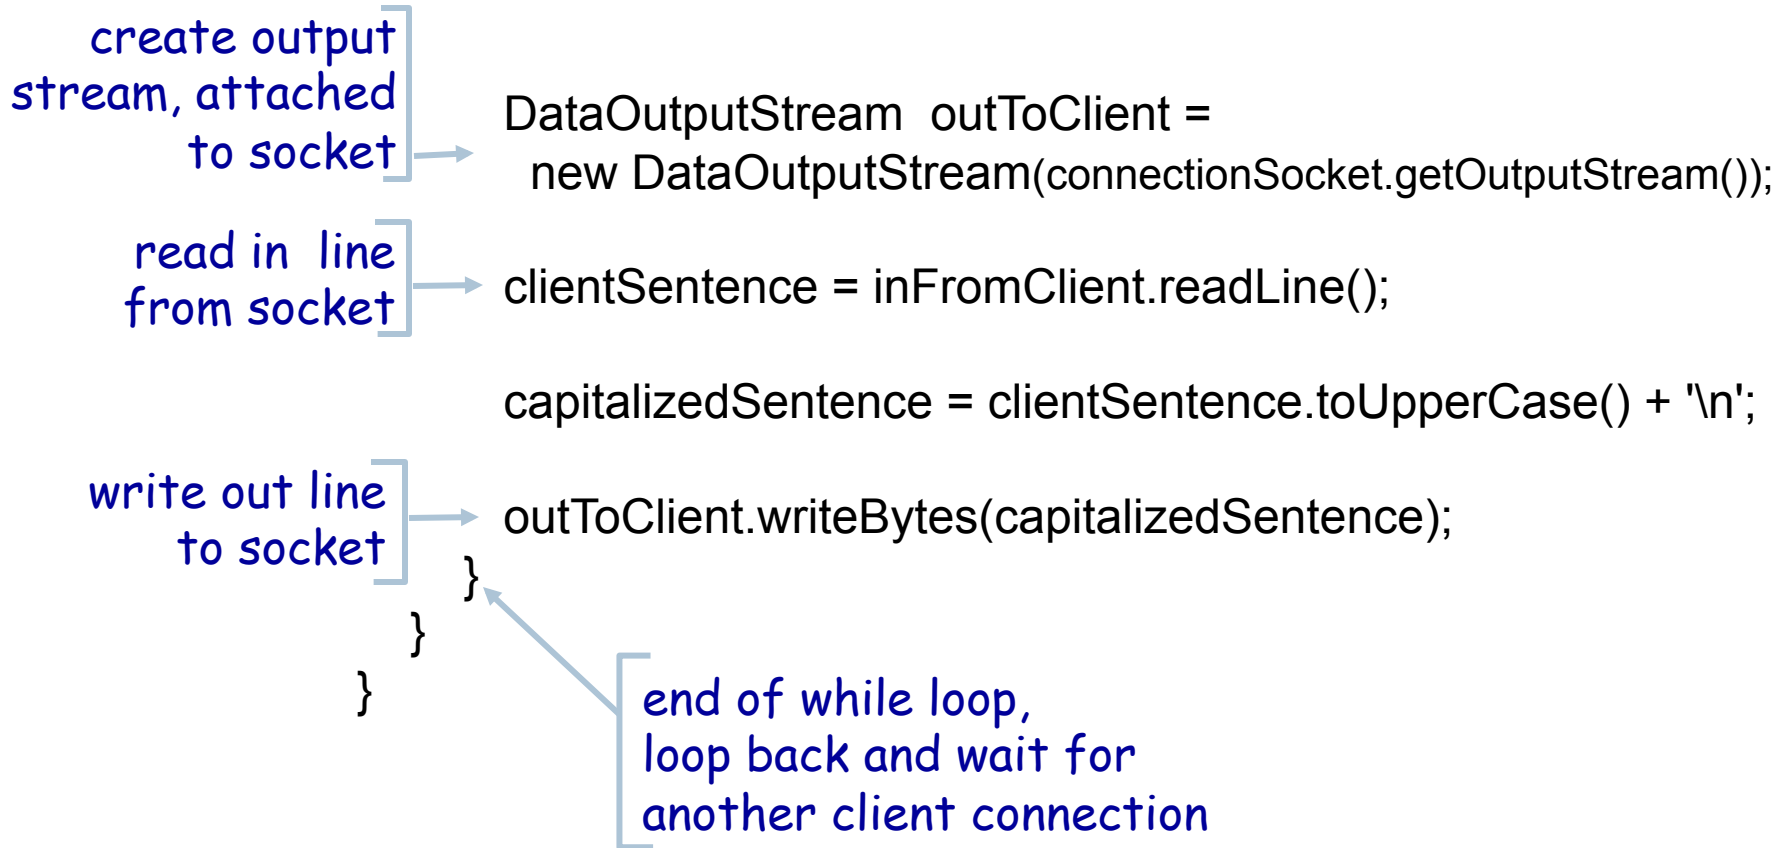 create output
stream, attached
to socket
DataOutputStream  outToClient =
new DataOutputStream(connectionSocket.getOutputStream());
read in  line
from socket
clientSentence = inFromClient.readLine();
capitalizedSentence = clientSentence.toUpperCase() + '\n';
write out line
to socket
outToClient.writeBytes(capitalizedSentence);
}
}
}
end of while loop,
loop back and wait for
another client connection